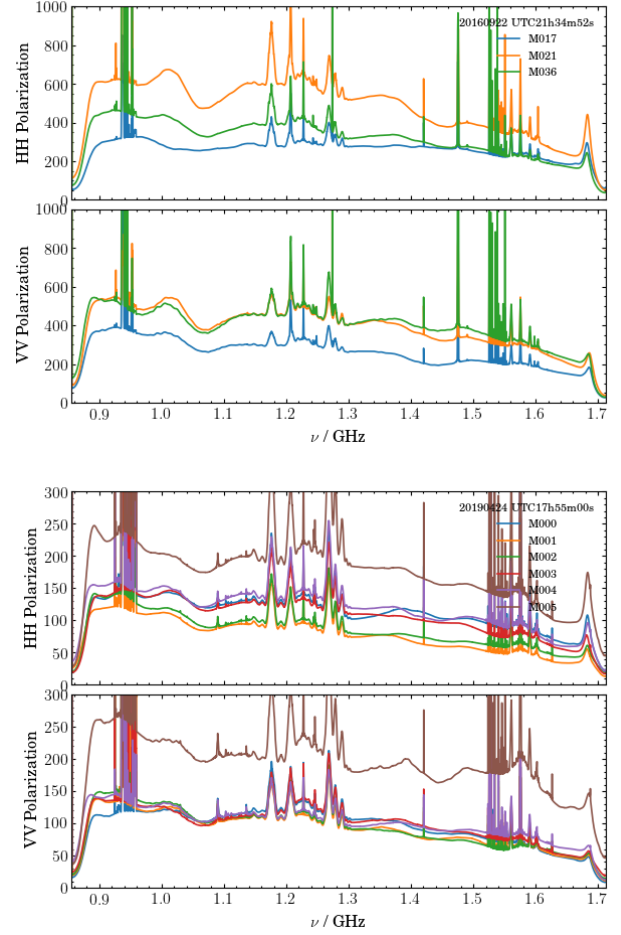 1000
800
600
400
200
0
HH Polarization
20160922 UTC21h34m52s
M017
M021
M036
1000
800
600
400
200
0
VV Polarization
0.9 1.0 1.1 1.2 1.3 1.4 1.5 1.6 1.7
ν / GHz
300
250
200
150
100
50
0
HH Polarization
20190424 UTC17h55m00s
M000
M001
M002
M003
M004
M005
300
250
200
150
100
50
0
VV Polarization
0.9 1.0 1.1 1.2 1.3 1.4 1.5 1.6 1.7
ν / GHz